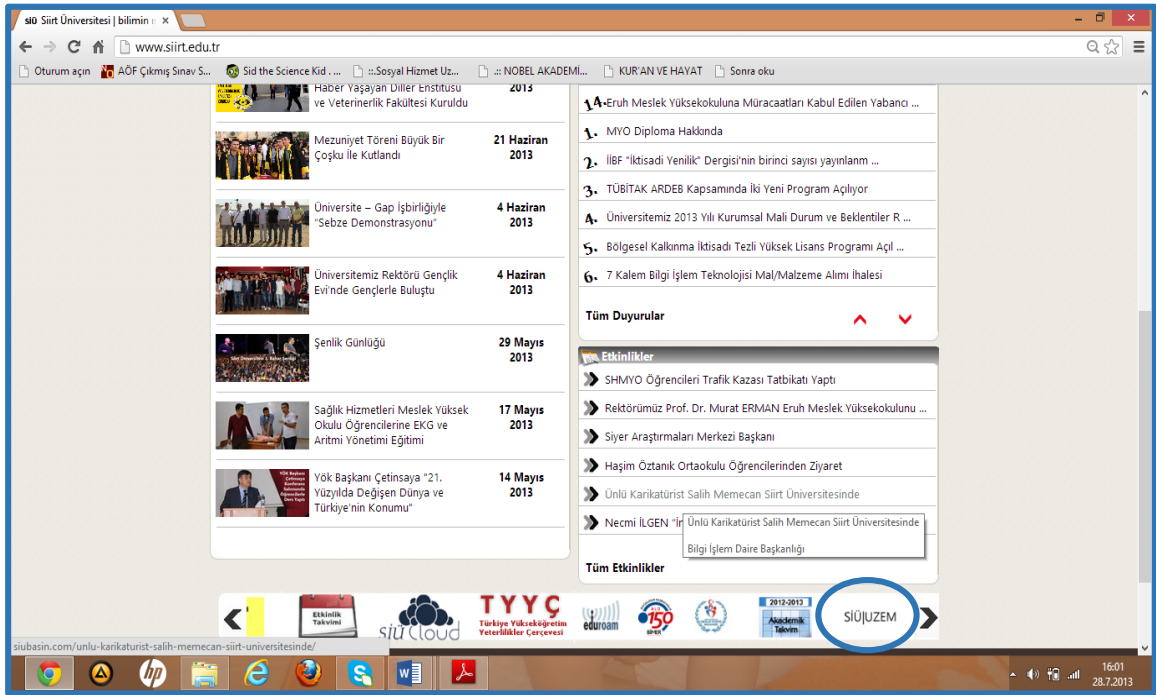 siü Siirt Üniversitesi | bilimin
www.siirt.edu.tr
Oturum açın
AÖF Çıkmış Sınav S...
Sid the Science Kid . ...
::.Sosyal Hizmet Uz...
.:: NOBEL AKADEMİ...
KUR'AN VE HAYAT
Sonra oku
Haber Yaşayan Diller Enstitüsü
ve Veterinerlik Fakültesi Kuruldu
2013
Mezuniyet Töreni Büyük Bir
Çoşku İle Kutlandı
21 Haziran
2013
Üniversite – Gap İşbirliğiyle
"Sebze Demonstrasyonu"
4 Haziran
2013
Üniversitemiz Rektörü Gençlik
Evi'nde Gençlerle Buluştu
4 Haziran
2013
Şenlik Günlüğü
29 Mayıs
2013
Sağlık Hizmetleri Meslek Yüksek
Okulu Öğrencilerine EKG ve
Aritmi Yönetimi Eğitimi
17 Mayıs
2013
Yök Başkanı Çetinsaya "21.
Yüzyılda Değişen Dünya ve
Türkiye'nin Konumu"
14 Mayıs
2013
14. Eruh Meslek Yüksekokuluna Müracaatları Kabul Edilen Yabancı ...
1. MYO Diploma Hakkında
2. İİBF "İktisadi Yenilik" Dergisi'nin birinci sayısı yayınlanm ...
3. TÜBİTAK ARDEB Kapsamında İki Yeni Program Açılıyor
4. Üniversitemiz 2013 Yılı Kurumsal Mali Durum ve Beklentiler R ...
5. Bölgesel Kalkınma İktisadı Tezli Yüksek Lisans Programı Açıl ...
6. 7 Kalem Bilgi İşlem Teknolojisi Mal/Malzeme Alımı İhalesi
Tüm Duyurular
Etkinlikler
SHMYO Öğrencileri Trafik Kazası Tatbikatı Yaptı
Rektörümüz Prof. Dr. Murat ERMAN Eruh Meslek Yüksekokulunu ...
Siyer Araştırmaları Merkezi Başkanı
Haşim Öztanık Ortaokulu Öğrencilerinden Ziyaret
Ünlü Karikatürist Salih Memecan Siirt Üniversitesinde
Necmi İLGEN "İr
Ünlü Karikatürist Salih Memecan Siirt Üniversitesinde
Bilgi İşlem Daire Başkanlığı
Tüm Etkinlikler
Etkinlik
Takvimi
siü Cloud
TYYÇ
Türkiye Yükseköğretim
Yeterlilikler Çerçevesi
eduroam
150
BİMER
2012-2013
Akademik
Takvim
SİÜ|UZEM
siubasin.com/unlu-karikaturist-salih-memecan-siirt-universitesinde/
16:01
28.7.2013